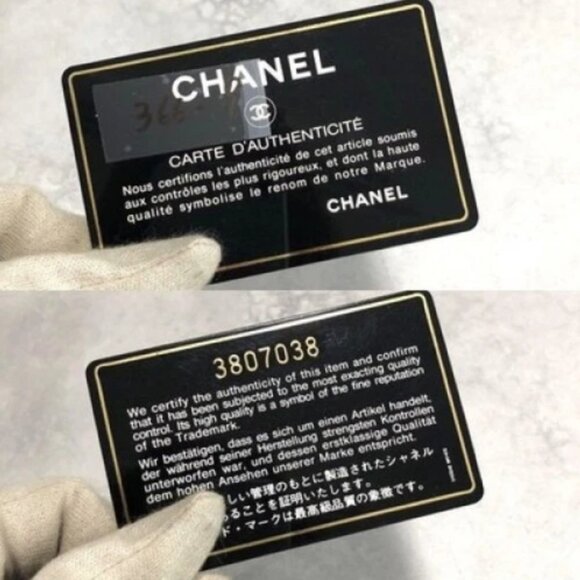 CHANEL
CARTE D'AUTHENTICITÉ
Nous certifions l'authenticité de cet article soumis
aux contrôles les plus rigoureux, et dont la haute
qualité symbolise le renom de notre Marque.
CHANEL
3807038
We certify the authenticity of this item and confirm
that it has been subjected to the most exacting quality
control. Its high quality is a symbol of the fine reputation
of the Trademark.
Wir bestätigen, dass es sich um einen Artikel handelt,
der während seiner Herstellung strengsten Kontrollen
unterworfen war, und dessen erstklassige Qualität
dem hohen Ansehen unserer Marke entspricht.
しい管理のもとに製造されたシャネル
あることを証明いたします。
ド・マークは最高級品質の象徴です。